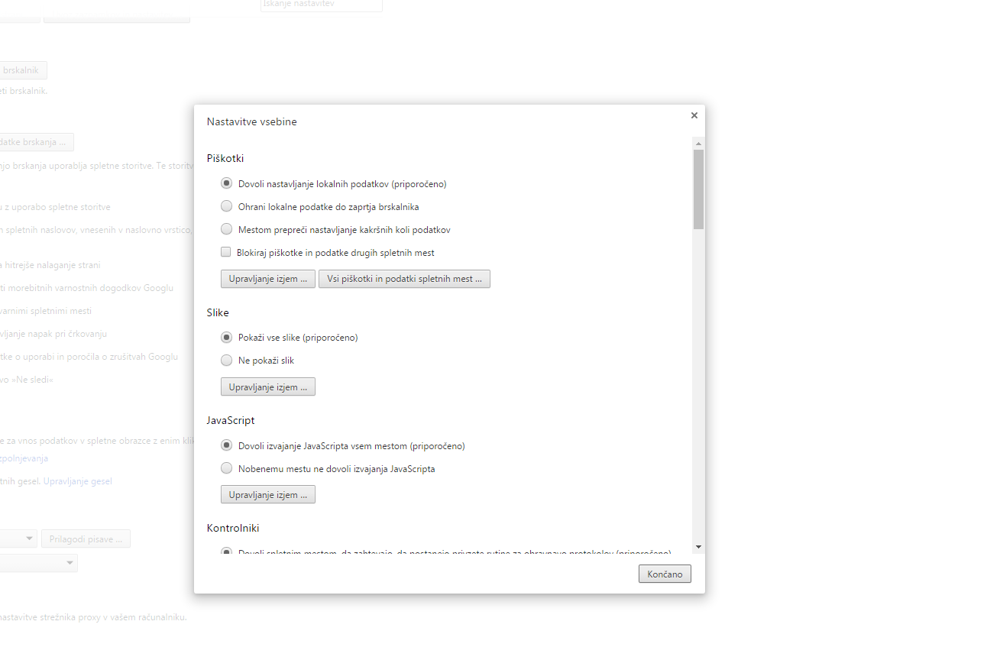 Iskanje nastavitev
brskalnik
eti brskalnik.
datke brskanja ...
njo brskanja uporablja spletne storitve. Te storitv
u z uporabo spletne storitve
h spletnih naslovov, vnesenih v naslovno vrstico,
a hitrejše nalaganje strani
ti morebitnih varnostnih dogodkov Googlu
varnimi spletnimi mesti
vljanje napak pri črkovanju
tke o uporabi in poročila o zrušitvah Googlu
vo »Ne sledi«
e za vnos podatkov v spletne obrazce z enim klik
zpolnjevanja
tnih gesel. Upravljanje gesel
Prilagodi pisave ...
nastavitve strežnika proxy v vašem računalniku.
Nastavitve vsebine
Piškotki
Dovoli nastavljanje lokalnih podatkov (priporočeno)
Ohrani lokalne podatke do zaprtja brskalnika
Mestom prepreči nastavljanje kakršnih koli podatkov
Blokiraj piškotke in podatke drugih spletnih mest
Upravljanje izjem ... Vsi piškotki in podatki spletnih mest ...
Slike
Pokaži vse slike (priporočeno)
Ne pokaži slik
Upravljanje izjem ...
JavaScript
Dovoli izvajanje JavaScripta vsem mestom (priporočeno)
Nobenemu mestu ne dovoli izvajanja JavaScripta
Upravljanje izjem ...
Kontrolniki
Dovoli spletnim mestom, da zahtevajo, da postanejo privzete rutine za obravnavo protokolov (priporočeno)
Končano